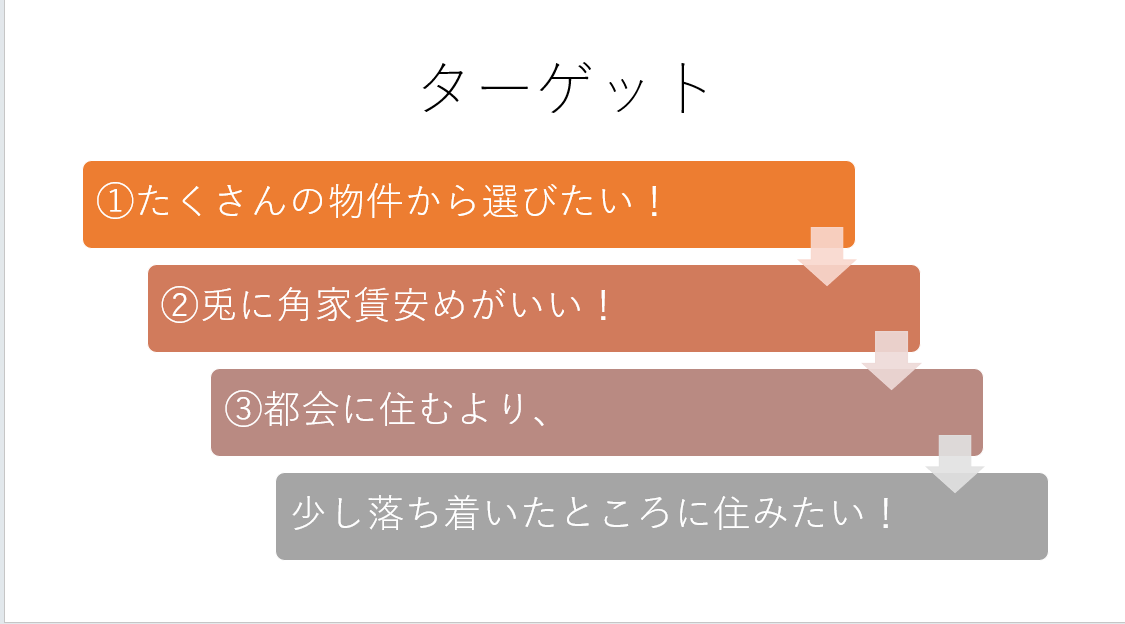 ターゲット
①たくさんの物件から選びたい！
②兎に角家賃安めがいい！
③都会に住むより、
少し落ち着いたところに住みたい！